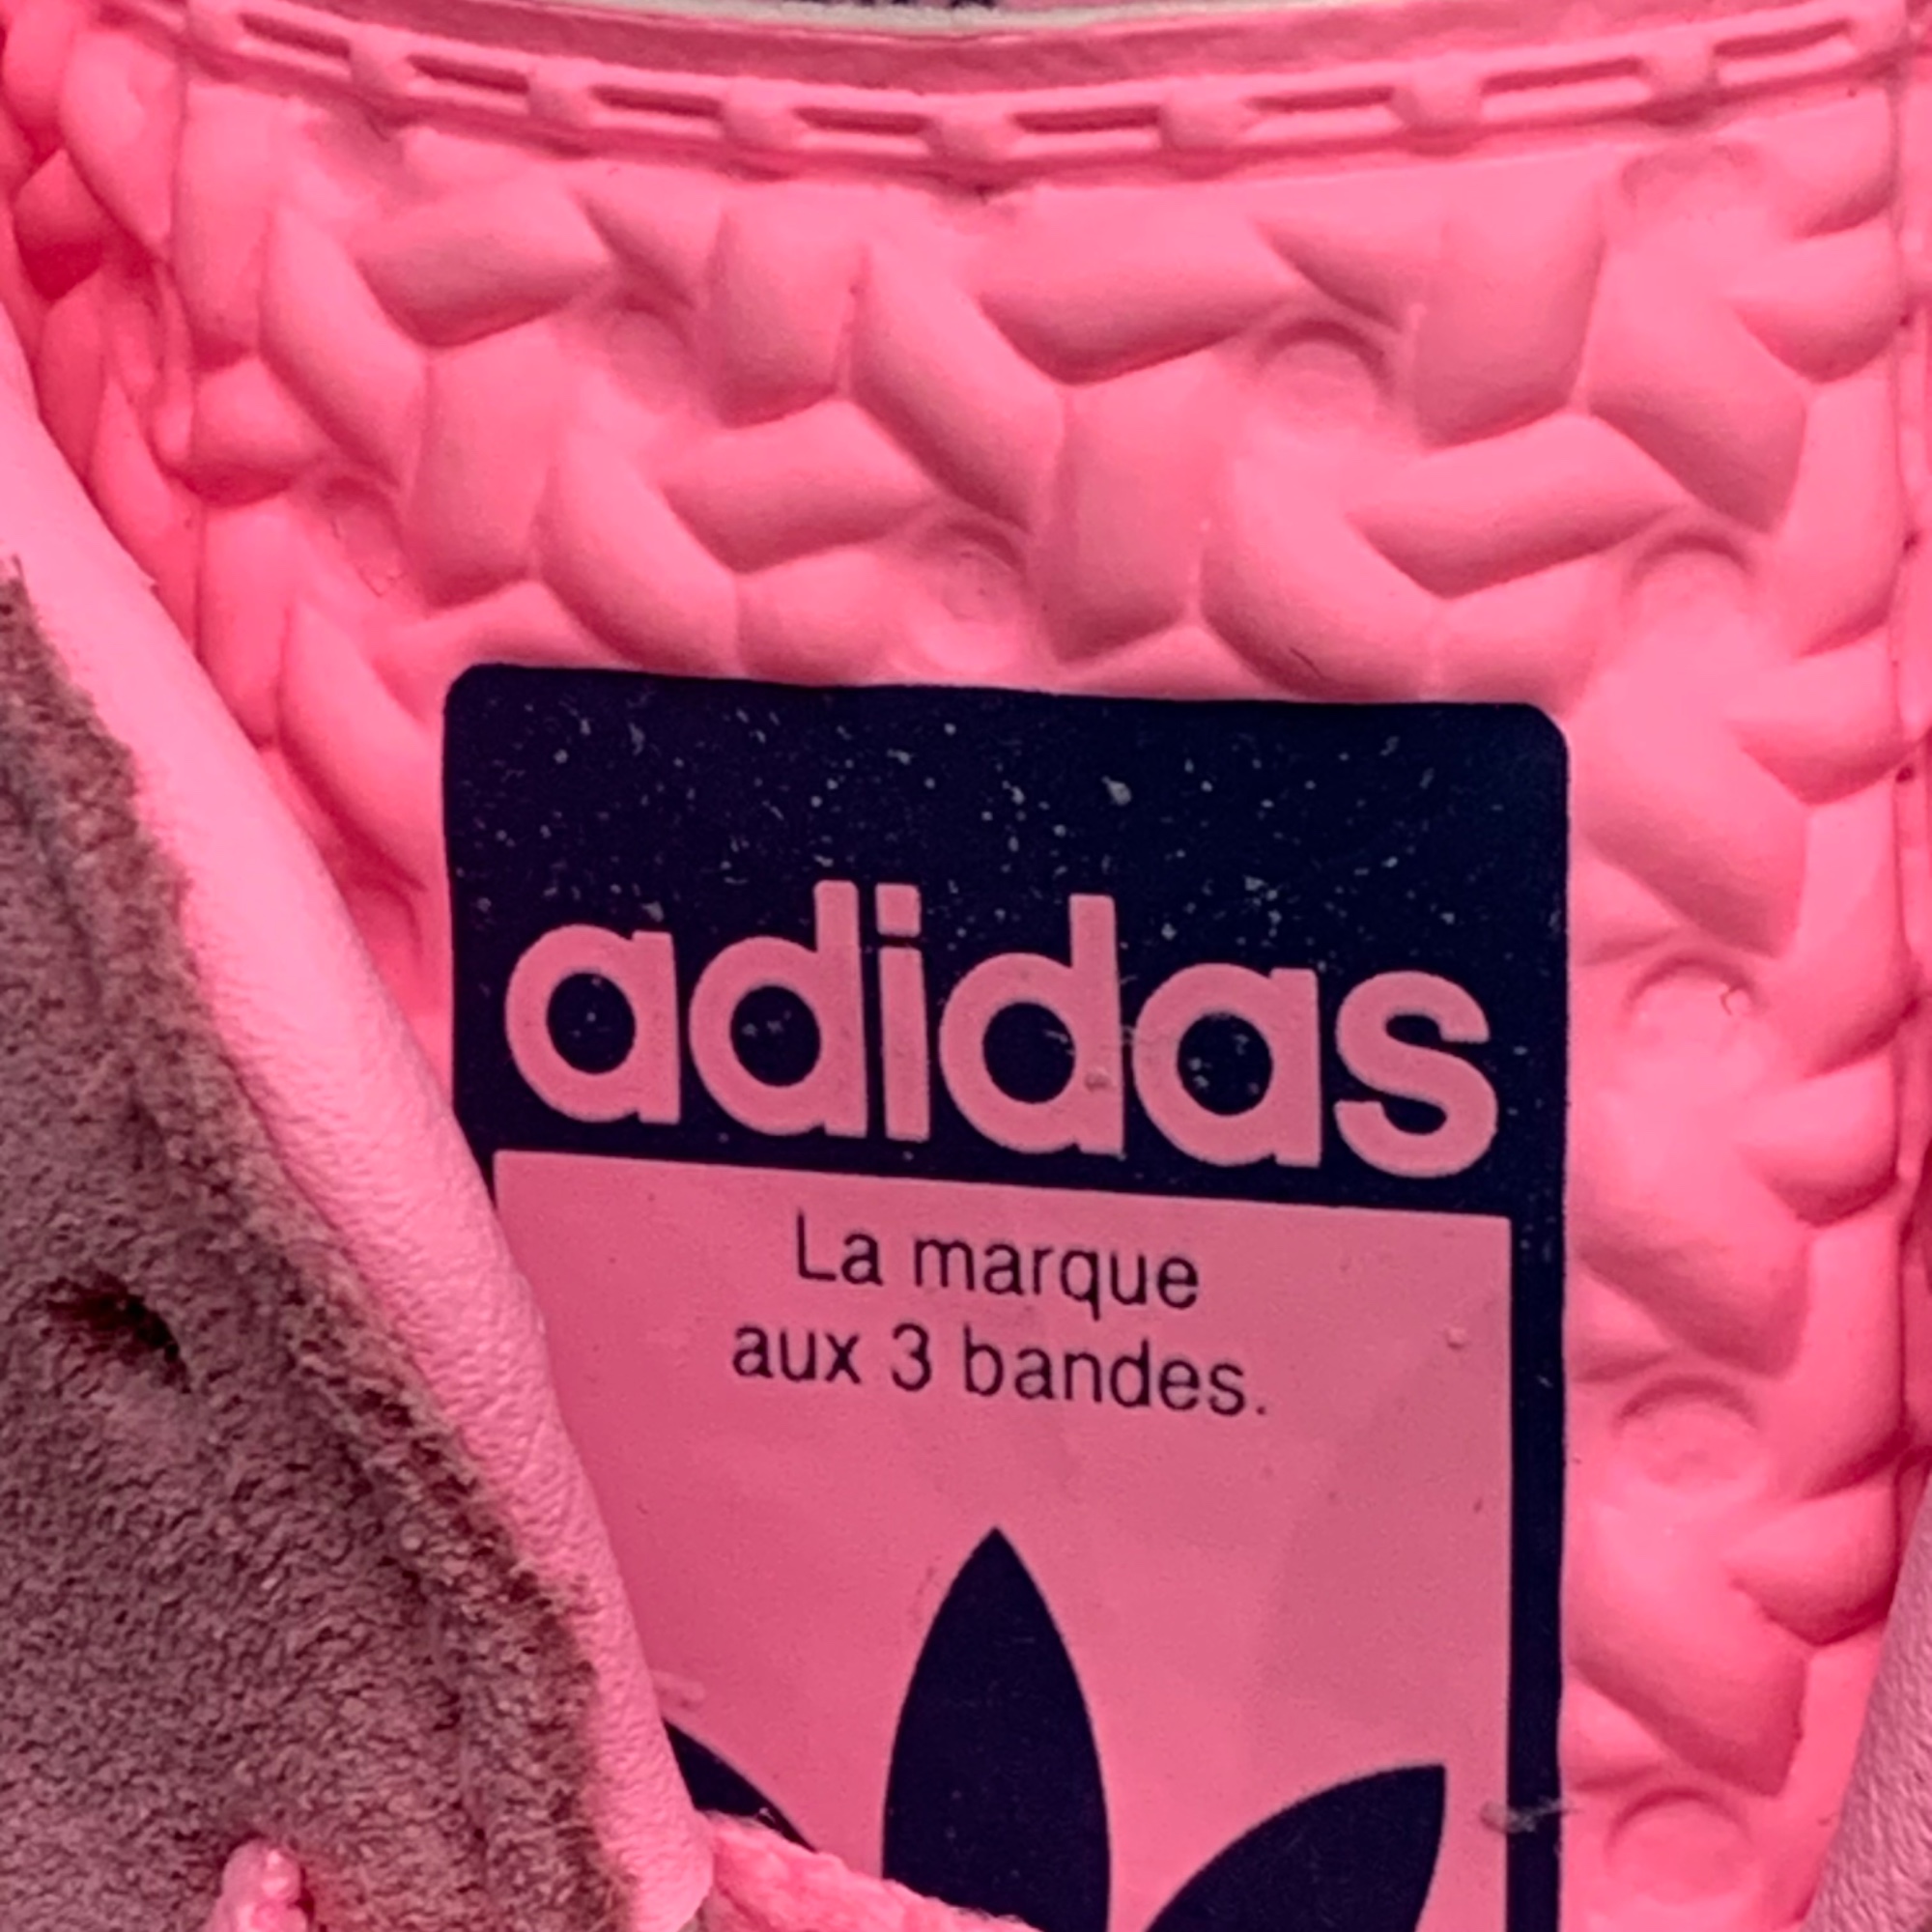 adidas
La marque
aux 3 bandes.